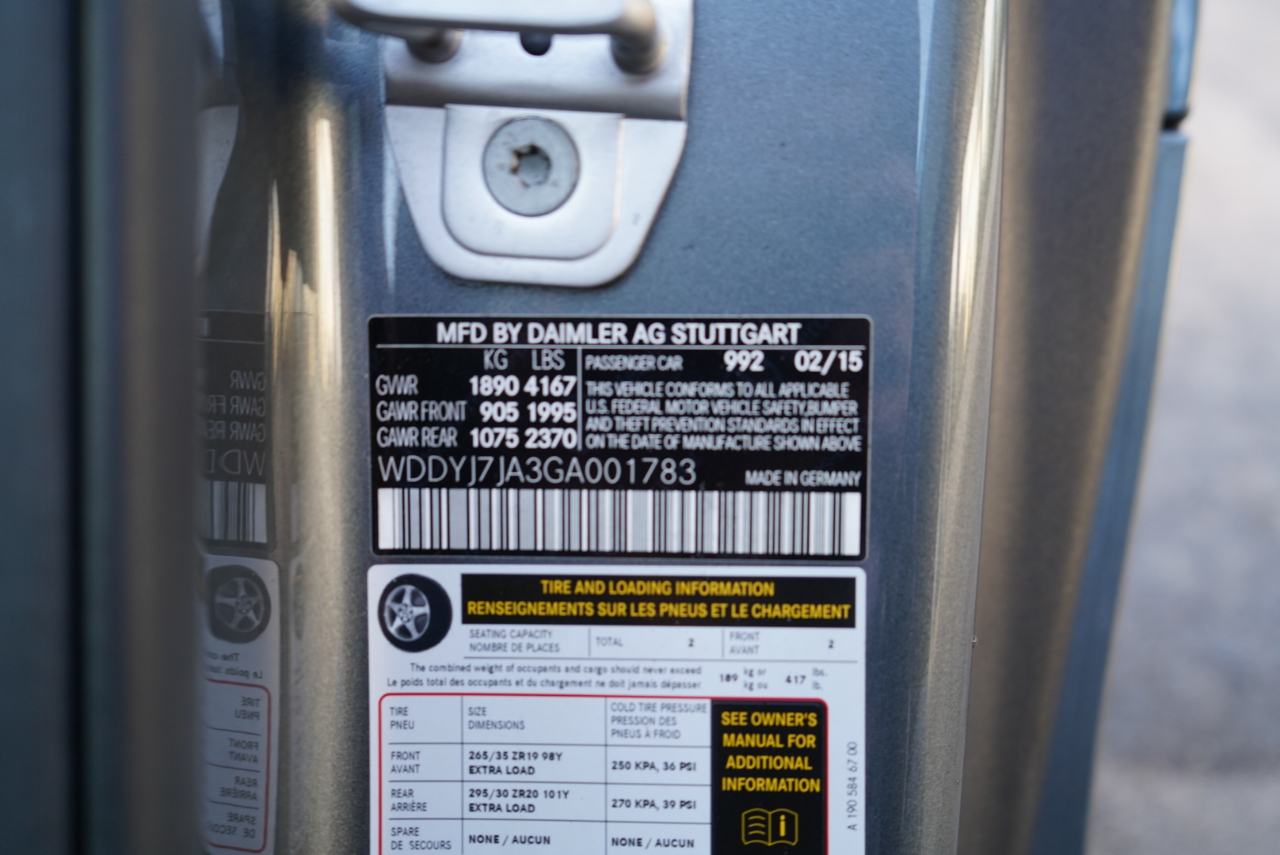 MFD BY DAIMLER AG STUTTGART
KG LBS
GVWR 1890 4167
GAWR FRONT 905 1995
GAWR REAR 1075 2370
PASSENGER CAR 992 02/15
THIS VEHICLE CONFORMS TO ALL APPLICABLE
U.S. FEDERAL MOTOR VEHICLE SAFETY,BUMPER
AND THEFT PREVENTION STANDARDS IN EFFECT
ON THE DATE OF MANUFACTURE SHOWN ABOVE
WDDYJ7JA3GA001783 MADE IN GERMANY
TIRE AND LOADING INFORMATION
RENSEIGNEMENTS SUR LES PNEUS ET LE CHARGEMENT
SEATING CAPACITY
NOMBRE DE PLACES
TOTAL 2
FRONT
AVANT
2
The combined weight of occupants and cargo should never exceed
Le poids total des occupants et du chargement ne doit jamais dépasser
189 kg or
kg ou
417 lbs.
lb.
TIRE
PNEU
SIZE
DIMENSIONS
COLD TIRE PRESSURE
PRESSION DES
PNEUS À FROID
FRONT
AVANT
265/35 ZR19 98Y
EXTRA LOAD
250 KPA, 36 PSI
REAR
ARRIÈRE
295/30 ZR20 101Y
EXTRA LOAD
270 KPA, 39 PSI
SPARE
DE SECOURS
NONE / AUCUN
NONE / AUCUN
SEE OWNER'S
MANUAL FOR
ADDITIONAL
INFORMATION
A 190 584 67 00